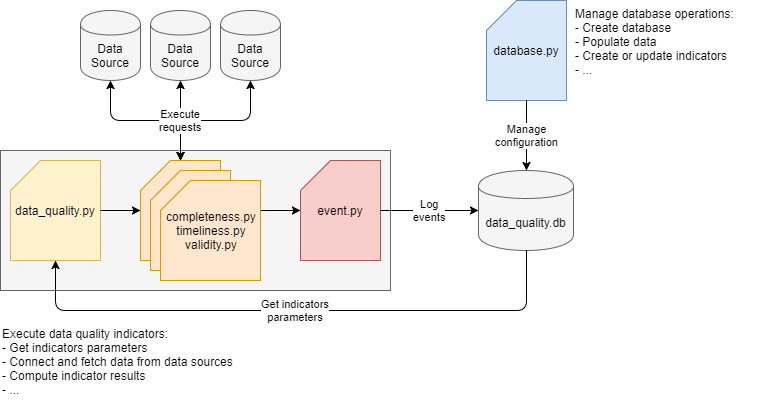 Data
Source
Data
Source
Data
Source
database.py
Manage database operations:
- Create database
- Populate data
- Create or update indicators
- ...
Execute
requests
Manage
configuration
data_quality.py
completeness.py
timeliness.py
validity.py
event.py
Log
events
data_quality.db
Get indicators
parameters
Execute data quality indicators:
- Get indicators parameters
- Connect and fetch data from data sources
- Compute indicator results
- ...